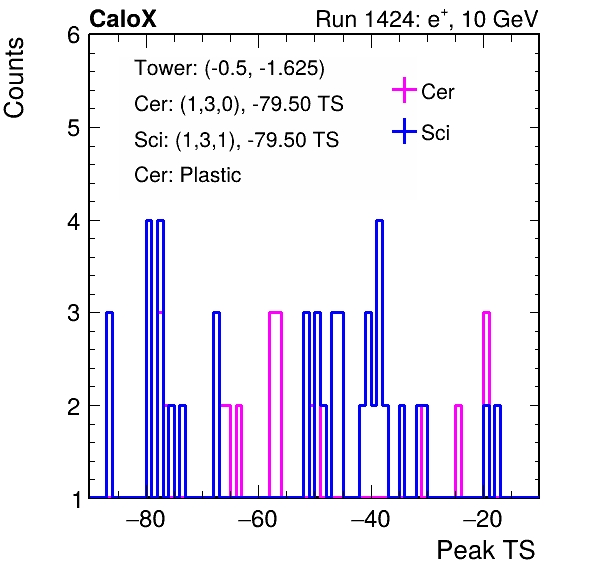 CaloX Run 1424: e⁺, 10 GeV
Counts
6
Tower: (-0.5, -1.625)
Cer: (1,3,0), -79.50 TS
Sci: (1,3,1), -79.50 TS
Cer: Plastic
Cer
Sci
5
4
3
2
1
−80 −60 −40 −20
Peak TS